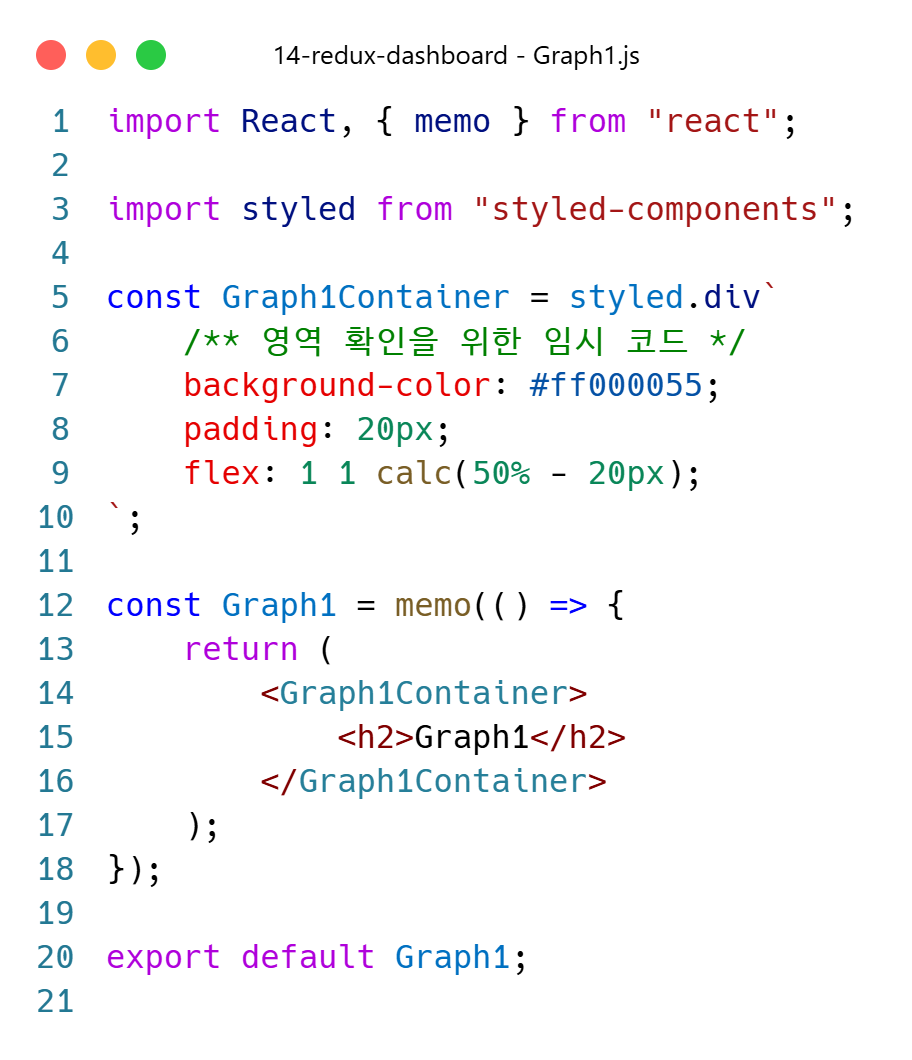 14-redux-dashboard - Graph1.js
1 import React, { memo } from "react";
2
3 import styled from "styled-components";
4
5 const Graph1Container = styled.div`
6     /** 영역 확인을 위한 임시 코드 */
7     background-color: #ff000055;
8     padding: 20px;
9     flex: 1 1 calc(50% - 20px);
10 `;
11
12 const Graph1 = memo(() => {
13     return (
14         <Graph1Container>
15             <h2>Graph1</h2>
16         </Graph1Container>
17     );
18 });
19
20 export default Graph1;
21